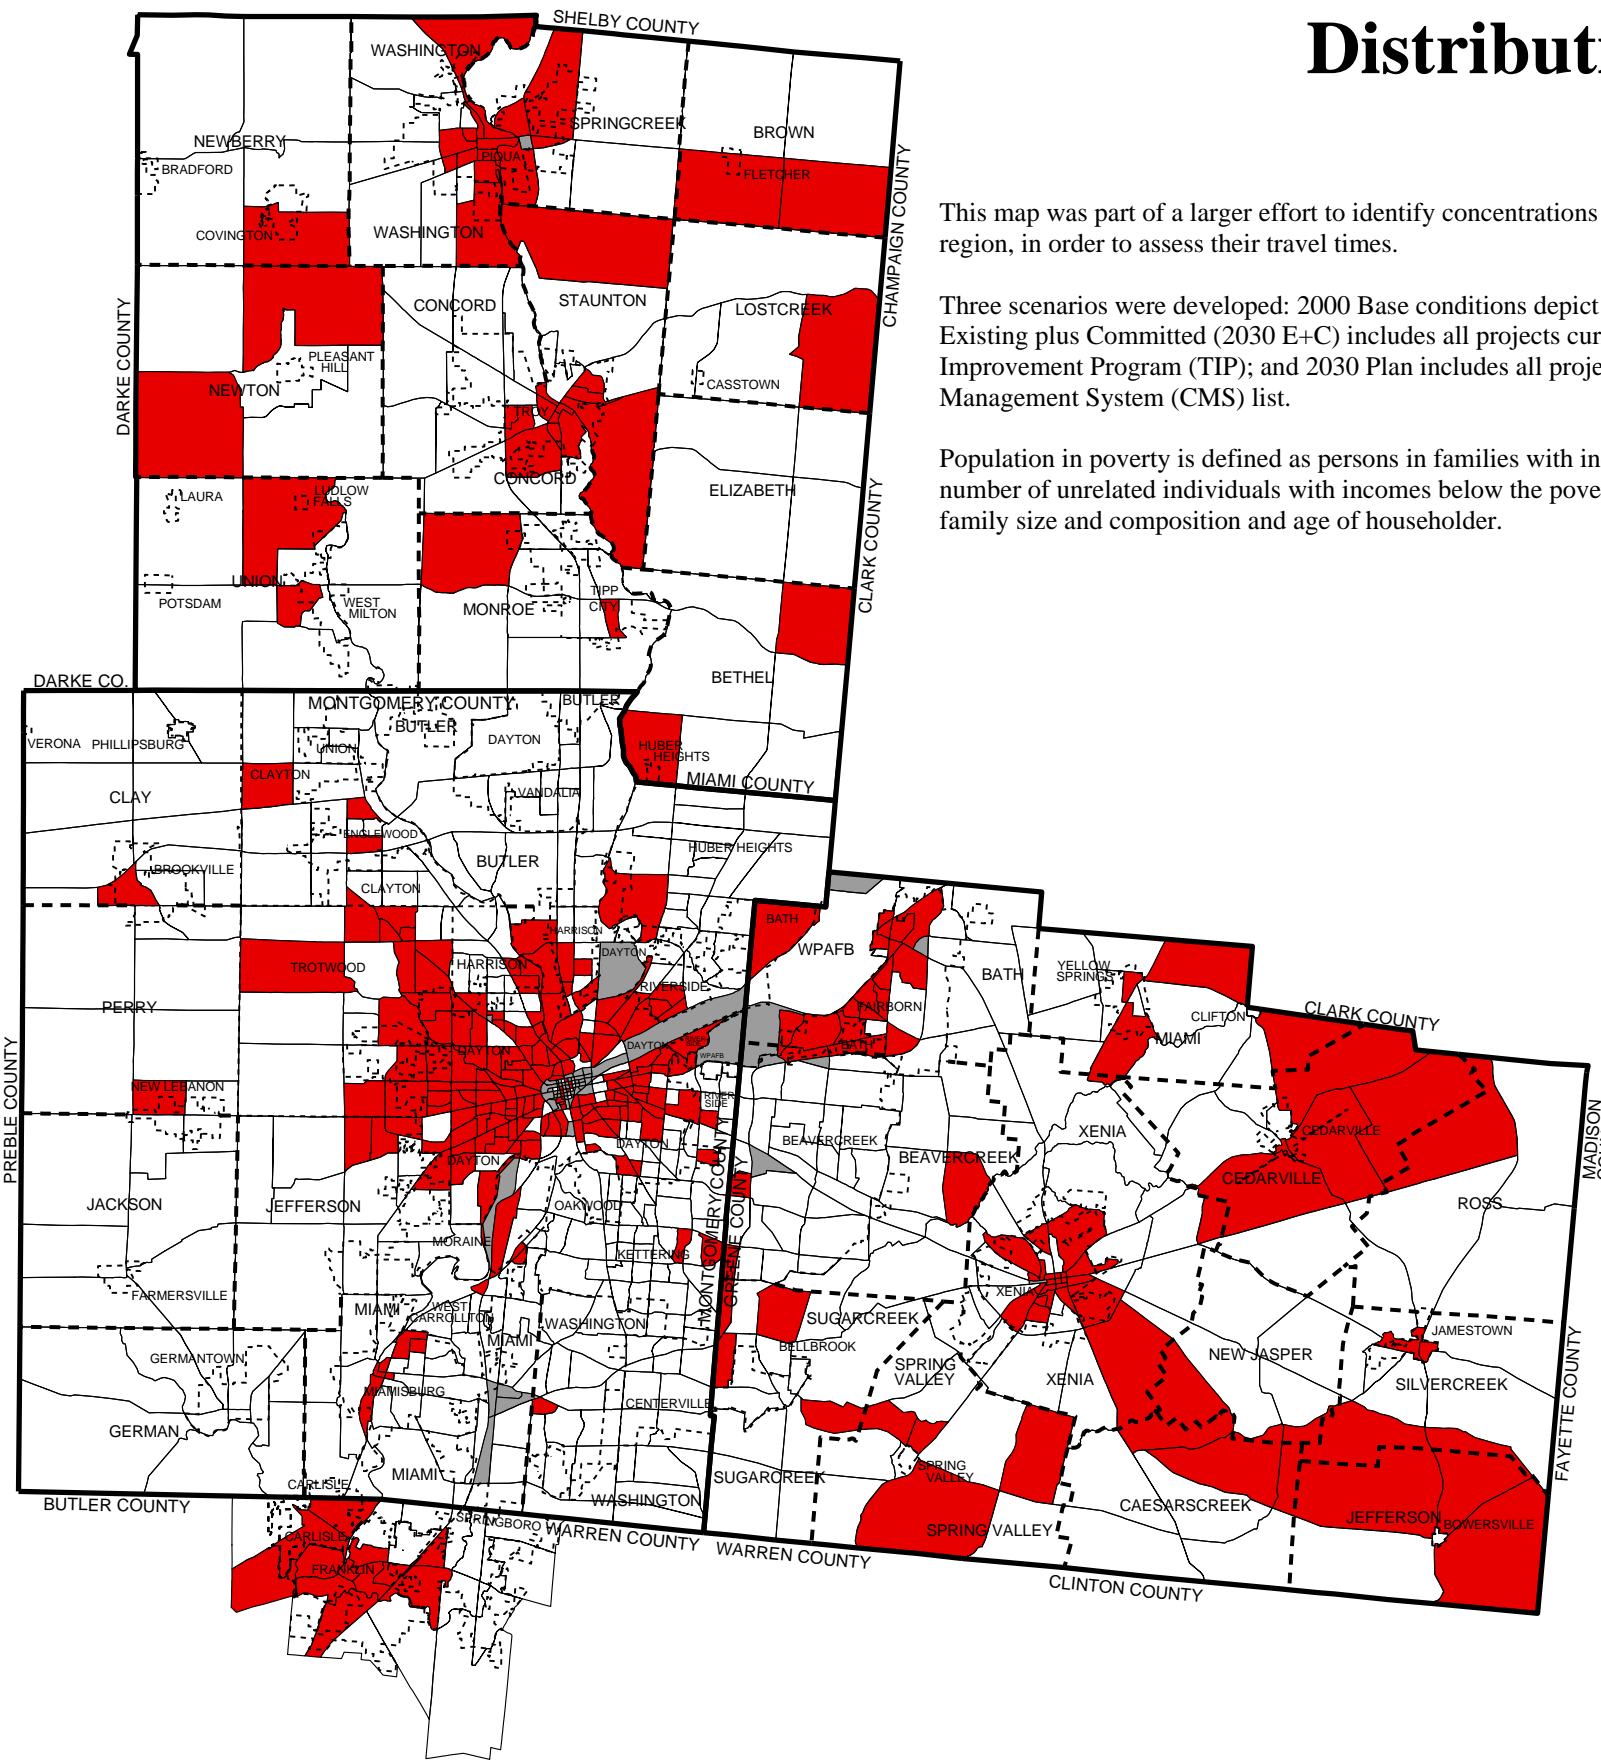 Distributi
This map was part of a larger effort to identify concentrations
region, in order to assess their travel times.
Three scenarios were developed: 2000 Base conditions depict
Existing plus Committed (2030 E+C) includes all projects cur
Improvement Program (TIP); and 2030 Plan includes all proje
Management System (CMS) list.
Population in poverty is defined as persons in families with in
number of unrelated individuals with incomes below the pove
family size and composition and age of householder.
SHELBY COUNTY
WASHINGTON
SPRINGCREEK
BROWN
NEWBERRY
PIQUA
BRADFORD
FLETCHER
COVINGTON
WASHINGTON
CHAMPAIGN COUNTY
DARKE COUNTY
CONCORD
STAUNTON
LOSTCREEK
PLEASANT
HILL
NEWTON
CASSTOWN
TROY
CONCORD
LAURA
LUDLOW
FALLS
ELIZABETH
CLARK COUNTY
UNION
POTSDAM
WEST
MILTON
MONROE
TIPP
CITY
BETHEL
DARKE CO.
MONTGOMERY COUNTY
BUTLER
BUTLER
VERONA
PHILLIPSBURG
UNION
DAYTON
HUBER
HEIGHTS
CLAYTON
MIAMI COUNTY
CLAY
VANDALIA
ENGLEWOOD
BUTLER
HUBER HEIGHTS
BROOKVILLE
CLAYTON
BATH
HARRISON
WPAFB
DAYTON
TROTWOOD
HARRISON
RIVERSIDE
BATH
YELLOW
SPRINGS
PERRY
FAIRBORN
CLIFTON
CLARK COUNTY
MIAMI
DAYTON
DAYTON
RIVER
SIDE
WPAFB
BATH
PREBLE COUNTY
NEW LEBANON
RIVER
SIDE
MADISON
XENIA
CEDARVILLE
DAYTON
DAYTON
BEAVERCREEK
BEAVERCREEK
CEDARVILLE
JACKSON
JEFFERSON
OAKWOOD
ROSS
MORAINE
KETTERING
MONTGOMERY COUNTY
GREENE COUNTY
FARMERSVILLE
XENIA
MIAMI
WEST
CARROLLTON
WASHINGTON
SUGARCREEK
JAMESTOWN
MIAMI
BELLBROOK
GERMANTOWN
SPRING
VALLEY
NEW JASPER
XENIA
SILVERCREEK
MIAMISBURG
CENTERVILLE
FAYETTE COUNTY
GERMAN
MIAMI
SUGARCREEK
SPRING
VALLEY
CARLISLE
WASHINGTON
CAESARSCREEK
BUTLER COUNTY
JEFFERSON
BOWERSVILLE
SPRINGBORO
WARREN COUNTY
WARREN COUNTY
SPRING VALLEY
CARLISLE
FRANKLIN
CLINTON COUNTY